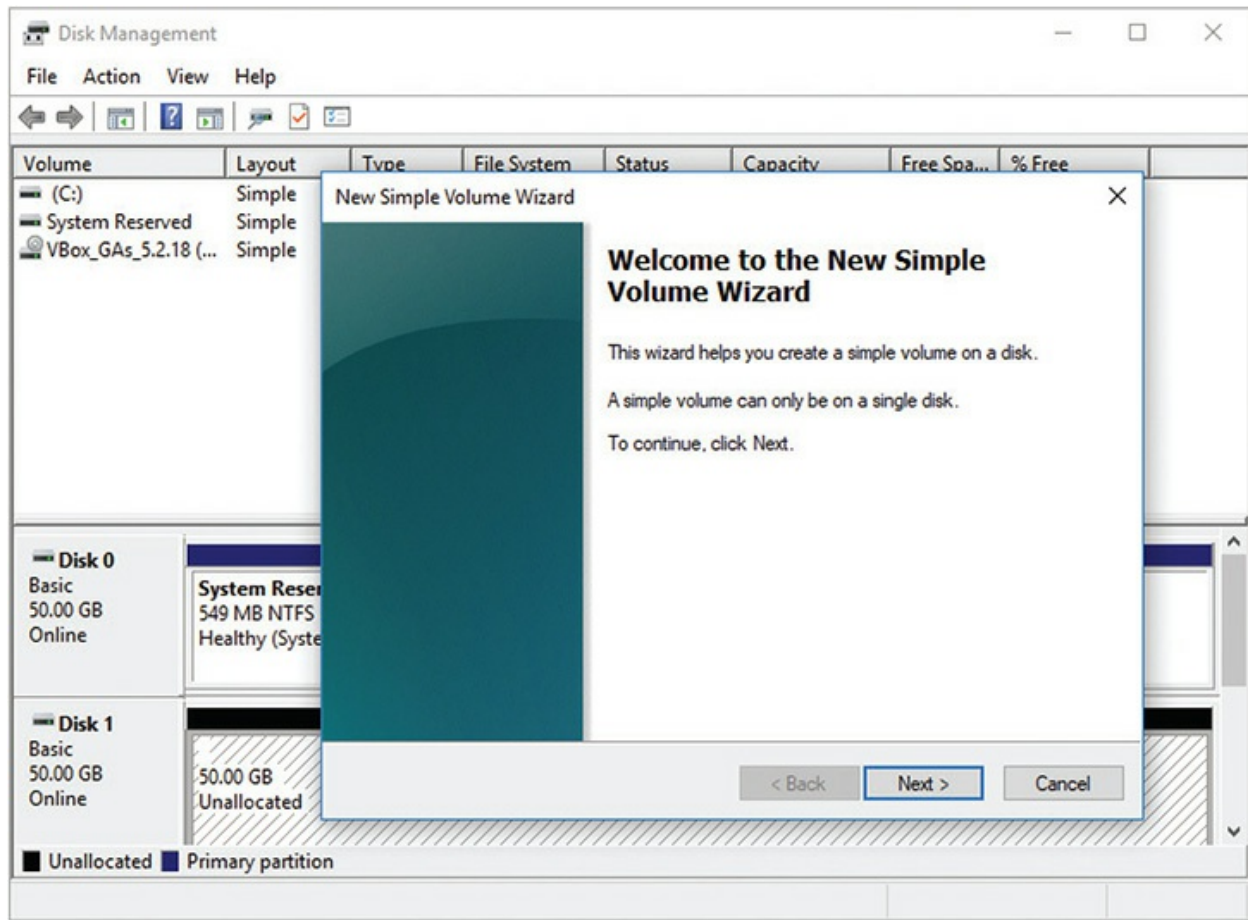 Disk Management
File Action View Help
Volume Layout Type File System Status Capacity Free Spa... % Free
(C:) Simple
System Reserved Simple
VBox_GAs_5.2.18 (... Simple
New Simple Volume Wizard
Welcome to the New Simple
Volume Wizard
This wizard helps you create a simple volume on a disk.
A simple volume can only be on a single disk.
To continue, click Next.
< Back Next > Cancel
Disk 0
Basic
50.00 GB
Online
System Reser
549 MB NTFS
Healthy (Syste
Disk 1
Basic
50.00 GB
Online
50.00 GB
Unallocated
Unallocated Primary partition